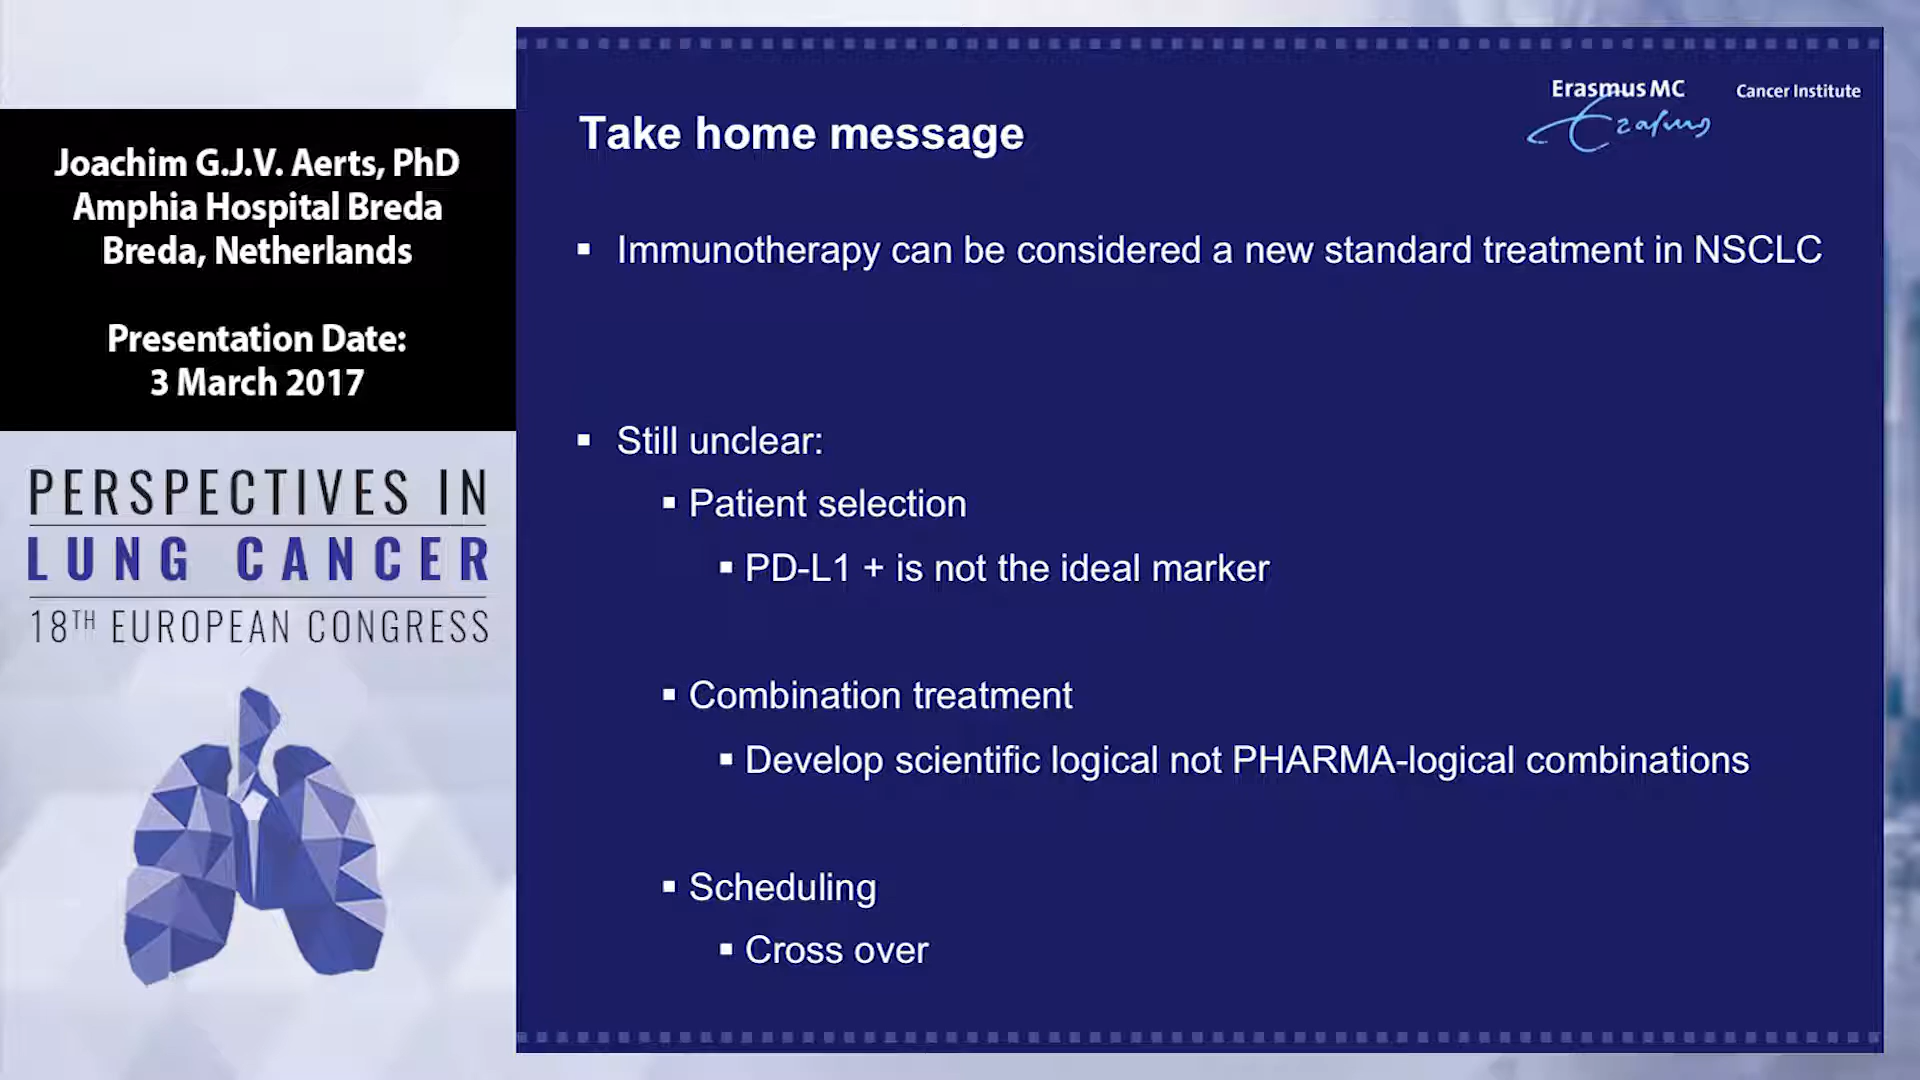 Joachim G.J.V. Aerts, PhD
Amphia Hospital Breda
Breda, Netherlands
Presentation Date:
3 March 2017
PERSPECTIVES IN
LUNG CANCER
18TH EUROPEAN CONGRESS
Erasmus MC
Cancer Institute
Erasmus
Take home message
▪ Immunotherapy can be considered a new standard treatment in NSCLC
▪ Still unclear:
▪ Patient selection
▪ PD-L1 + is not the ideal marker
▪ Combination treatment
▪ Develop scientific logical not PHARMA-logical combinations
▪ Scheduling
▪ Cross over